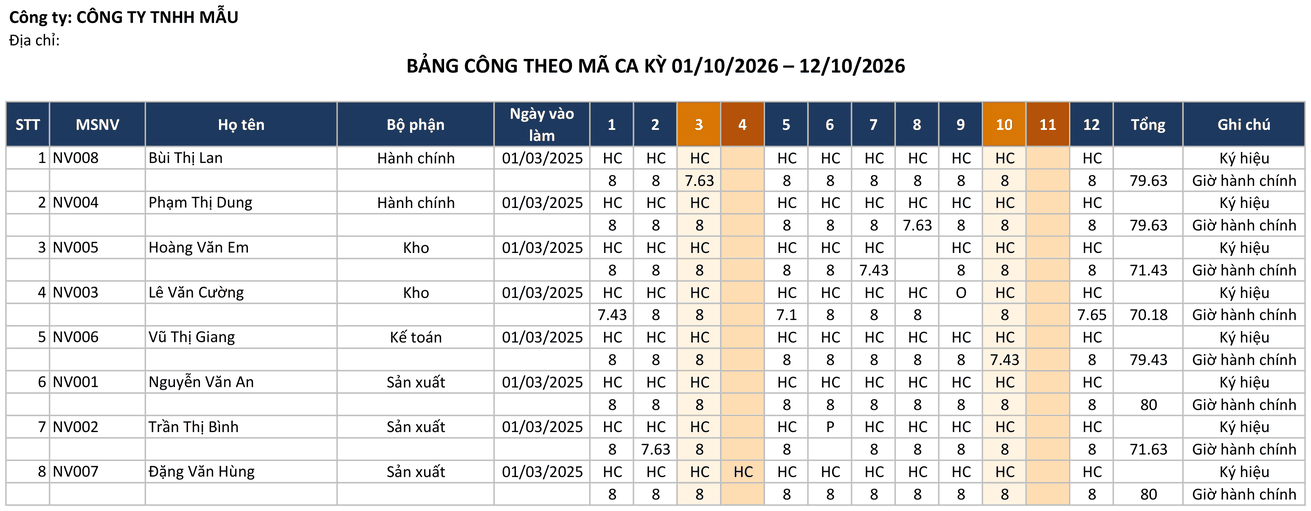 Công ty: CÔNG TY TNHH MẪU
Địa chỉ:
BẢNG CÔNG THEO MÃ CA KỲ 01/10/2026 – 12/10/2026
STT MSNV Họ tên Bộ phận Ngày vào làm 1 2 3 4 5 6 7 8 9 10 11 12 Tổng Ghi chú
1 NV008 Bùi Thị Lan Hành chính 01/03/2025 HC HC HC HC HC HC HC HC HC HC Ký hiệu
8 8 7.63 8 8 8 8 8 8 8 79.63 Giờ hành chính
2 NV004 Phạm Thị Dung Hành chính 01/03/2025 HC HC HC HC HC HC HC HC HC HC Ký hiệu
8 8 8 8 8 8 7.63 8 8 8 79.63 Giờ hành chính
3 NV005 Hoàng Văn Em Kho 01/03/2025 HC HC HC HC HC HC HC HC HC Ký hiệu
8 8 8 8 8 7.43 8 8 8 71.43 Giờ hành chính
4 NV003 Lê Văn Cường Kho 01/03/2025 HC HC HC HC HC HC HC O HC HC Ký hiệu
7.43 8 8 7.1 8 8 8 8 7.65 70.18 Giờ hành chính
5 NV006 Vũ Thị Giang Kế toán 01/03/2025 HC HC HC HC HC HC HC HC HC HC Ký hiệu
8 8 8 8 8 8 8 8 7.43 8 79.43 Giờ hành chính
6 NV001 Nguyễn Văn An Sản xuất 01/03/2025 HC HC HC HC HC HC HC HC HC HC Ký hiệu
8 8 8 8 8 8 8 8 8 8 80 Giờ hành chính
7 NV002 Trần Thị Bình Sản xuất 01/03/2025 HC HC HC HC P HC HC HC HC HC Ký hiệu
8 7.63 8 8 8 8 8 8 8 71.63 Giờ hành chính
8 NV007 Đặng Văn Hùng Sản xuất 01/03/2025 HC HC HC HC HC HC HC HC HC HC HC Ký hiệu
8 8 8 8 8 8 8 8 8 8 80 Giờ hành chính